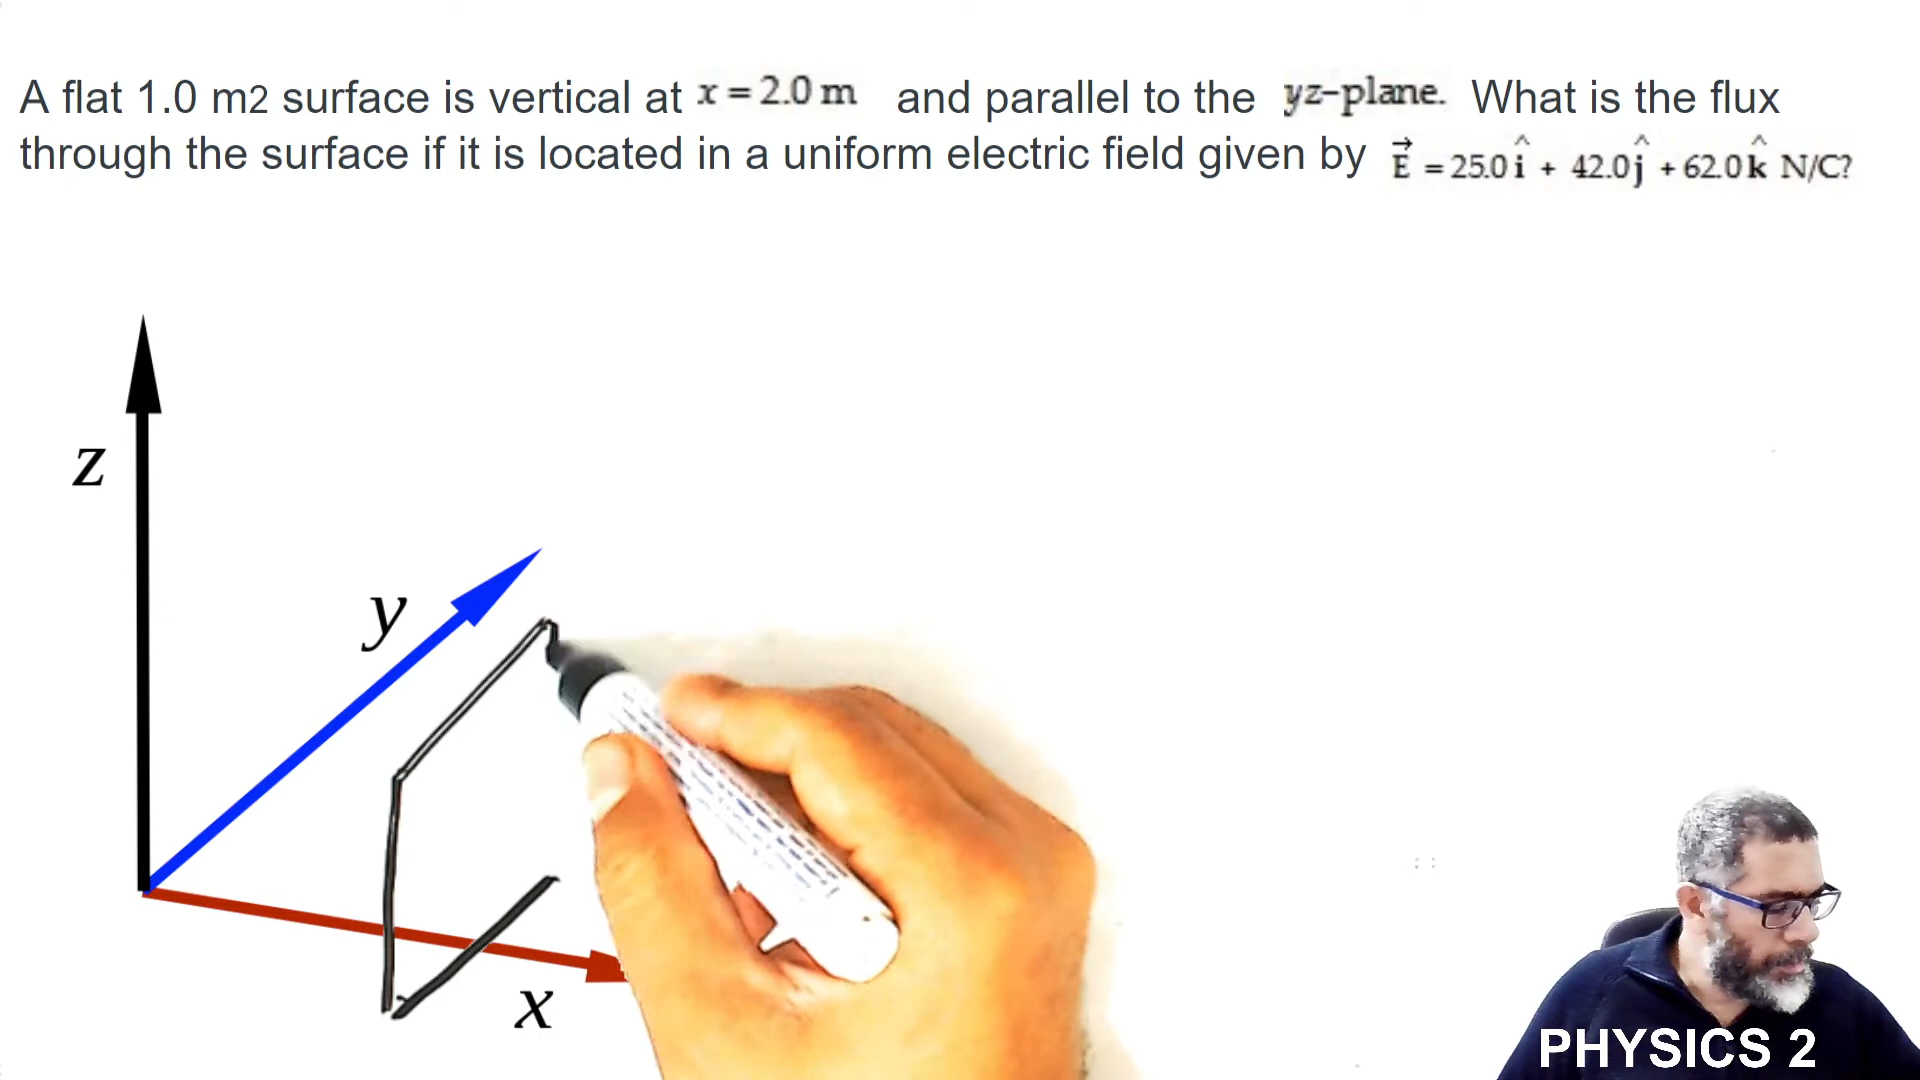 A flat 1.0 m2 surface is vertical at x = 2.0 m and parallel to the yz-plane. What is the flux
through the surface if it is located in a uniform electric field given by E⃗ = 25.0 î + 42.0 ĵ + 62.0 k̂ N/C?
z
y
x
PHYSICS 2